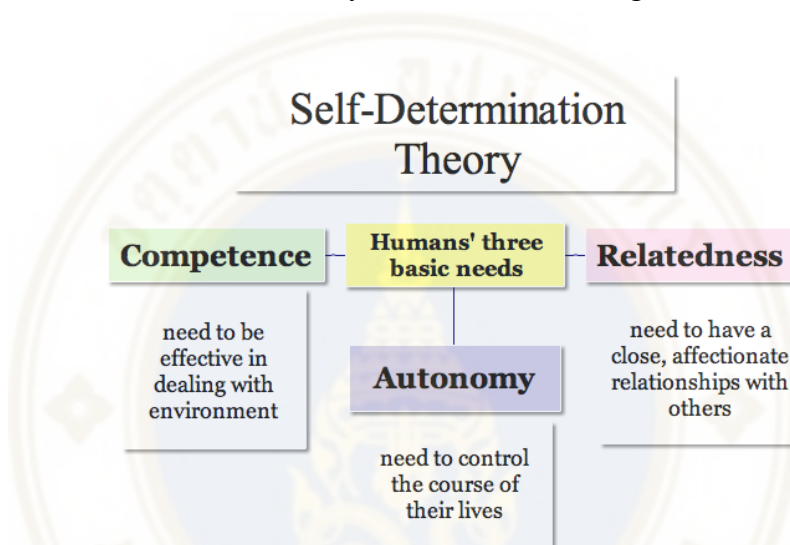 Self-Determination
Theory
Competence
Humans' three
basic needs
Relatedness
need to be
effective in
dealing with
environment
Autonomy
need to have a
close, affectionate
relationships with
others
need to control
the course of
their lives